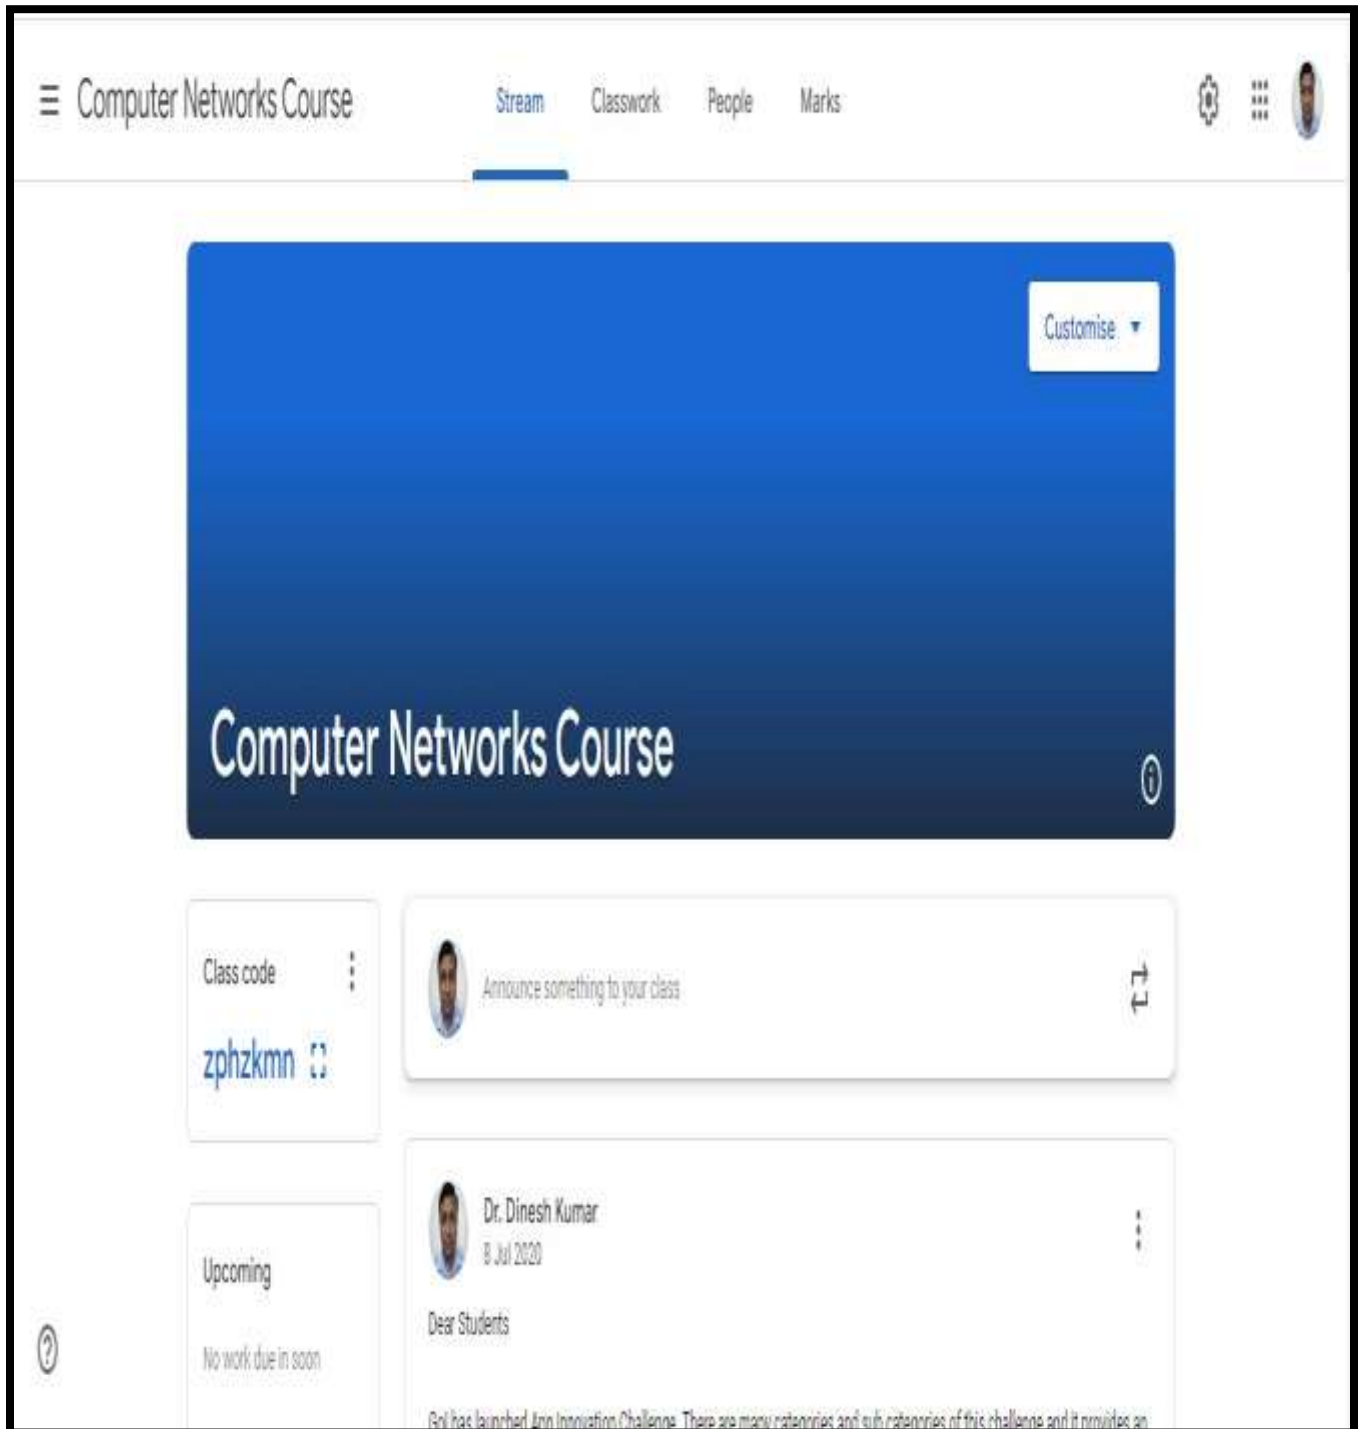 Computer Networks Course
Stream Classwork People Marks
Customise
Computer Networks Course
Class code
zphzkmn
Announce something to your class
Dr. Dinesh Kumar
8 Jul 2020
Upcoming
No work due in soon
Dear Students
GoI has launched App Innovation Challenge. There are many categories and sub categories of this challenge and it provides an